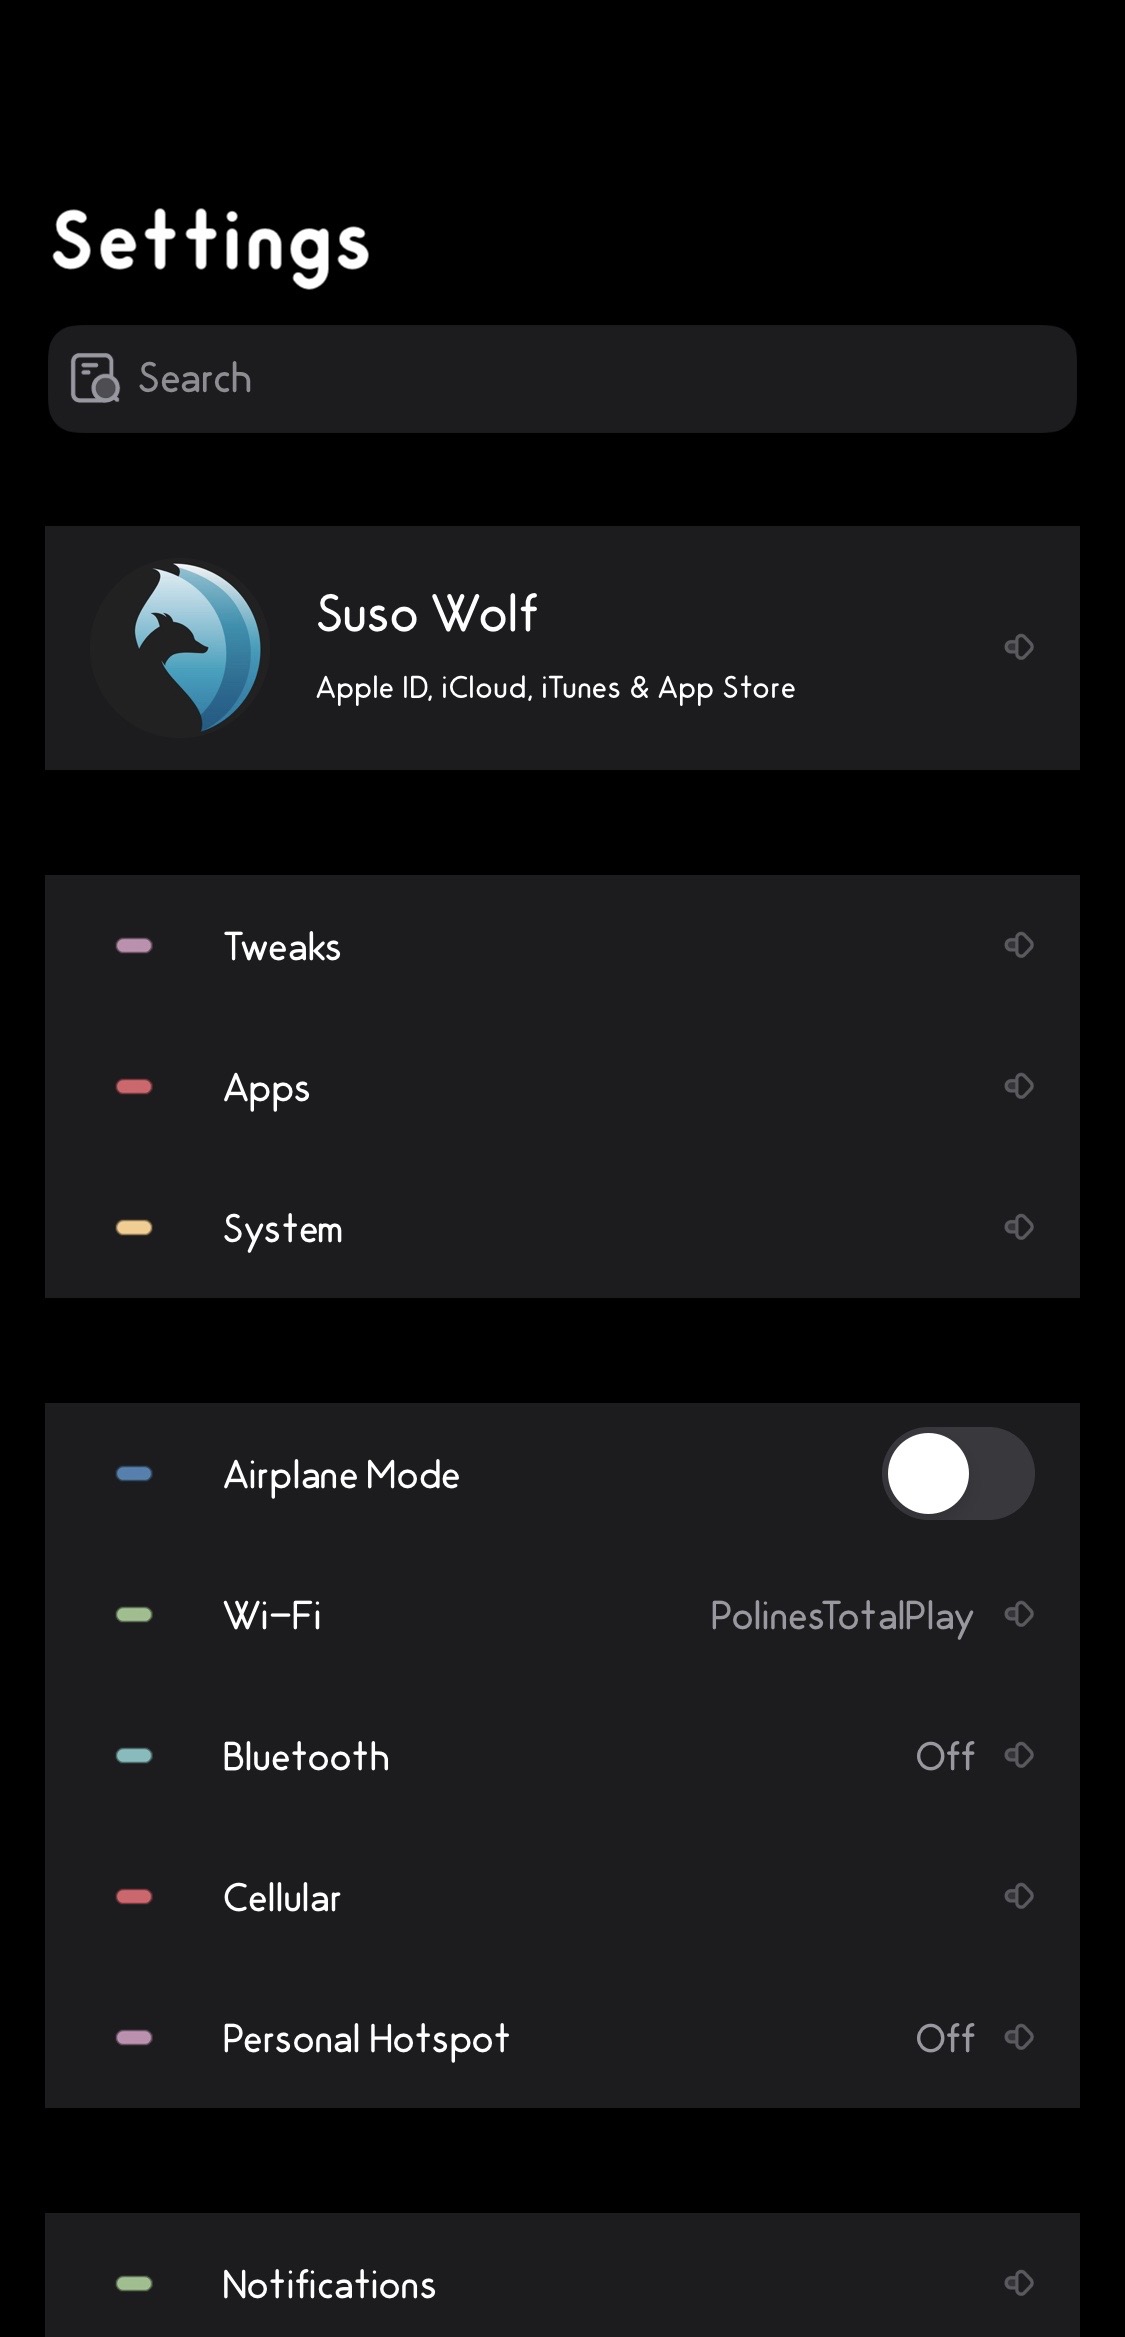 Settings
Search
Suso Wolf
Apple ID, iCloud, iTunes & App Store
Tweaks
Apps
System
Airplane Mode
Wi-Fi PolinesTotalPlay
Bluetooth Off
Cellular
Personal Hotspot Off
Notifications